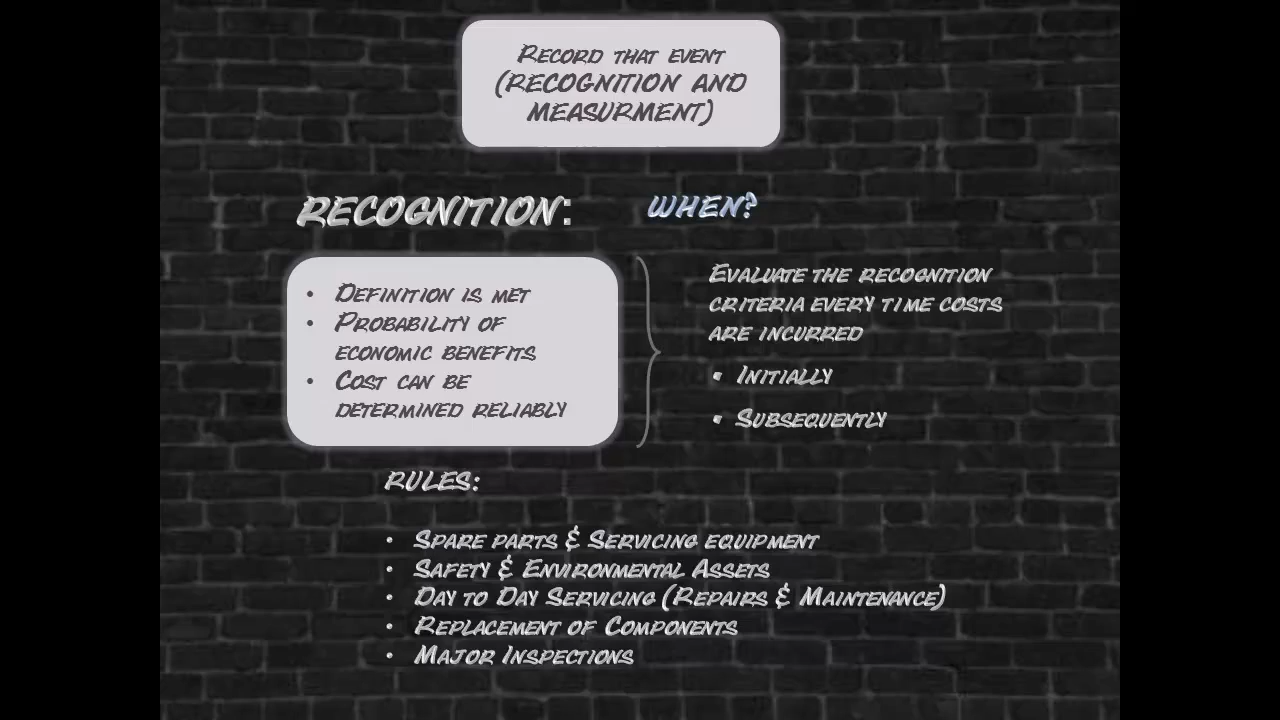 Record that event
(RECOGNITION AND
MEASURMENT)
RECOGNITION:
WHEN?
• Definition is met
• Probability of
economic benefits
• Cost can be
determined reliably
Evaluate the recognition
criteria every time costs
are incurred
▪ Initially
▪ Subsequently
RULES:
• Spare parts & Servicing equipment
• Safety & Environmental Assets
• Day to Day Servicing (Repairs & Maintenance)
• Replacement of Components
• Major Inspections